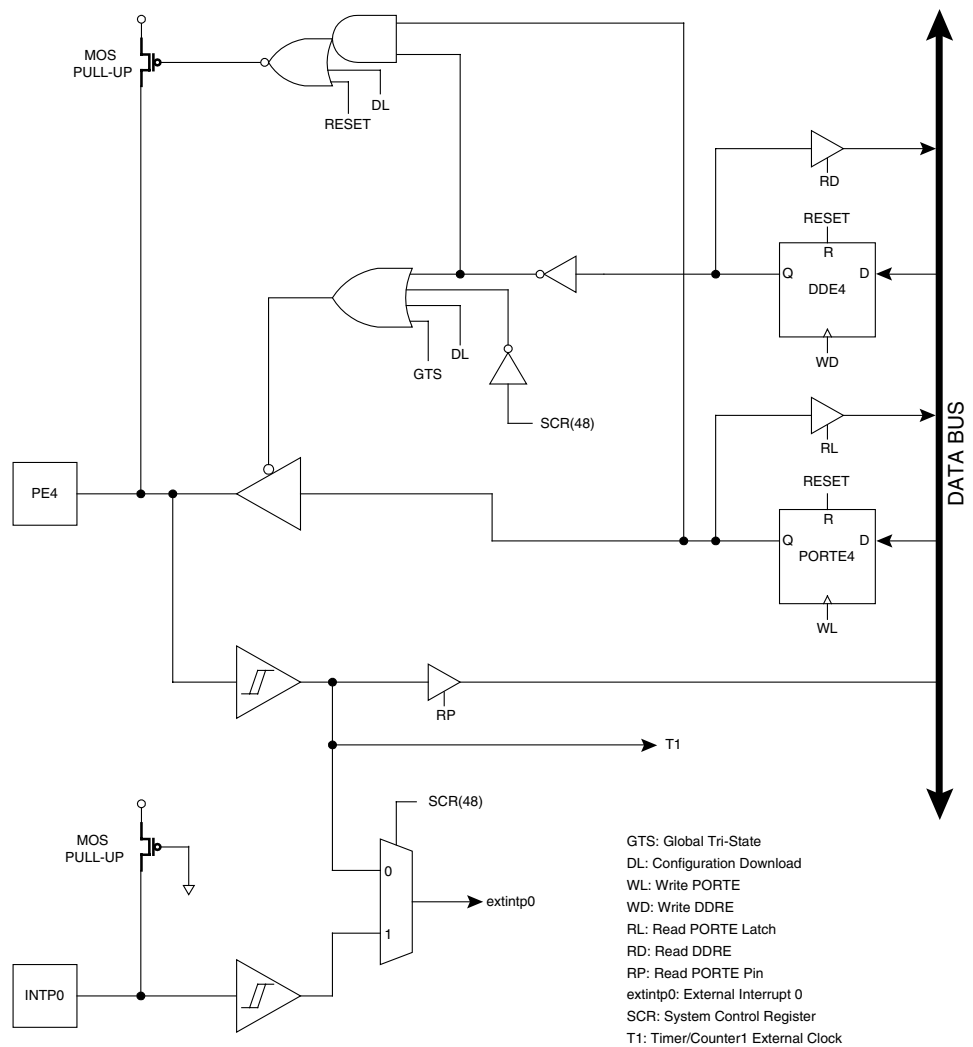 MOS
PULL-UP
DL
RESET
RD
RESET
R
Q
D
DDE4
WD
DL
GTS
SCR(48)
RL
DATA BUS
PE4
RESET
R
Q
D
PORTE4
WL
RP
T1
SCR(48)
MOS
PULL-UP
0
extintp0
1
INTP0
GTS: Global Tri-State
DL: Configuration Download
WL: Write PORTE
WD: Write DDRE
RL: Read PORTE Latch
RD: Read DDRE
RP: Read PORTE Pin
extintp0: External Interrupt 0
SCR: System Control Register
T1: Timer/Counter1 External Clock